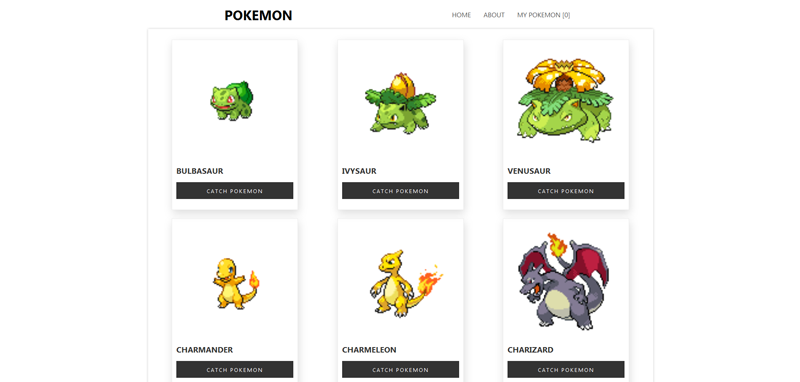 POKEMON
HOME ABOUT MY POKEMON [0]
BULBASAUR
CATCH POKEMON
IVYSAUR
CATCH POKEMON
VENUSAUR
CATCH POKEMON
CHARMANDER
CATCH POKEMON
CHARMELEON
CATCH POKEMON
CHARIZARD
CATCH POKEMON